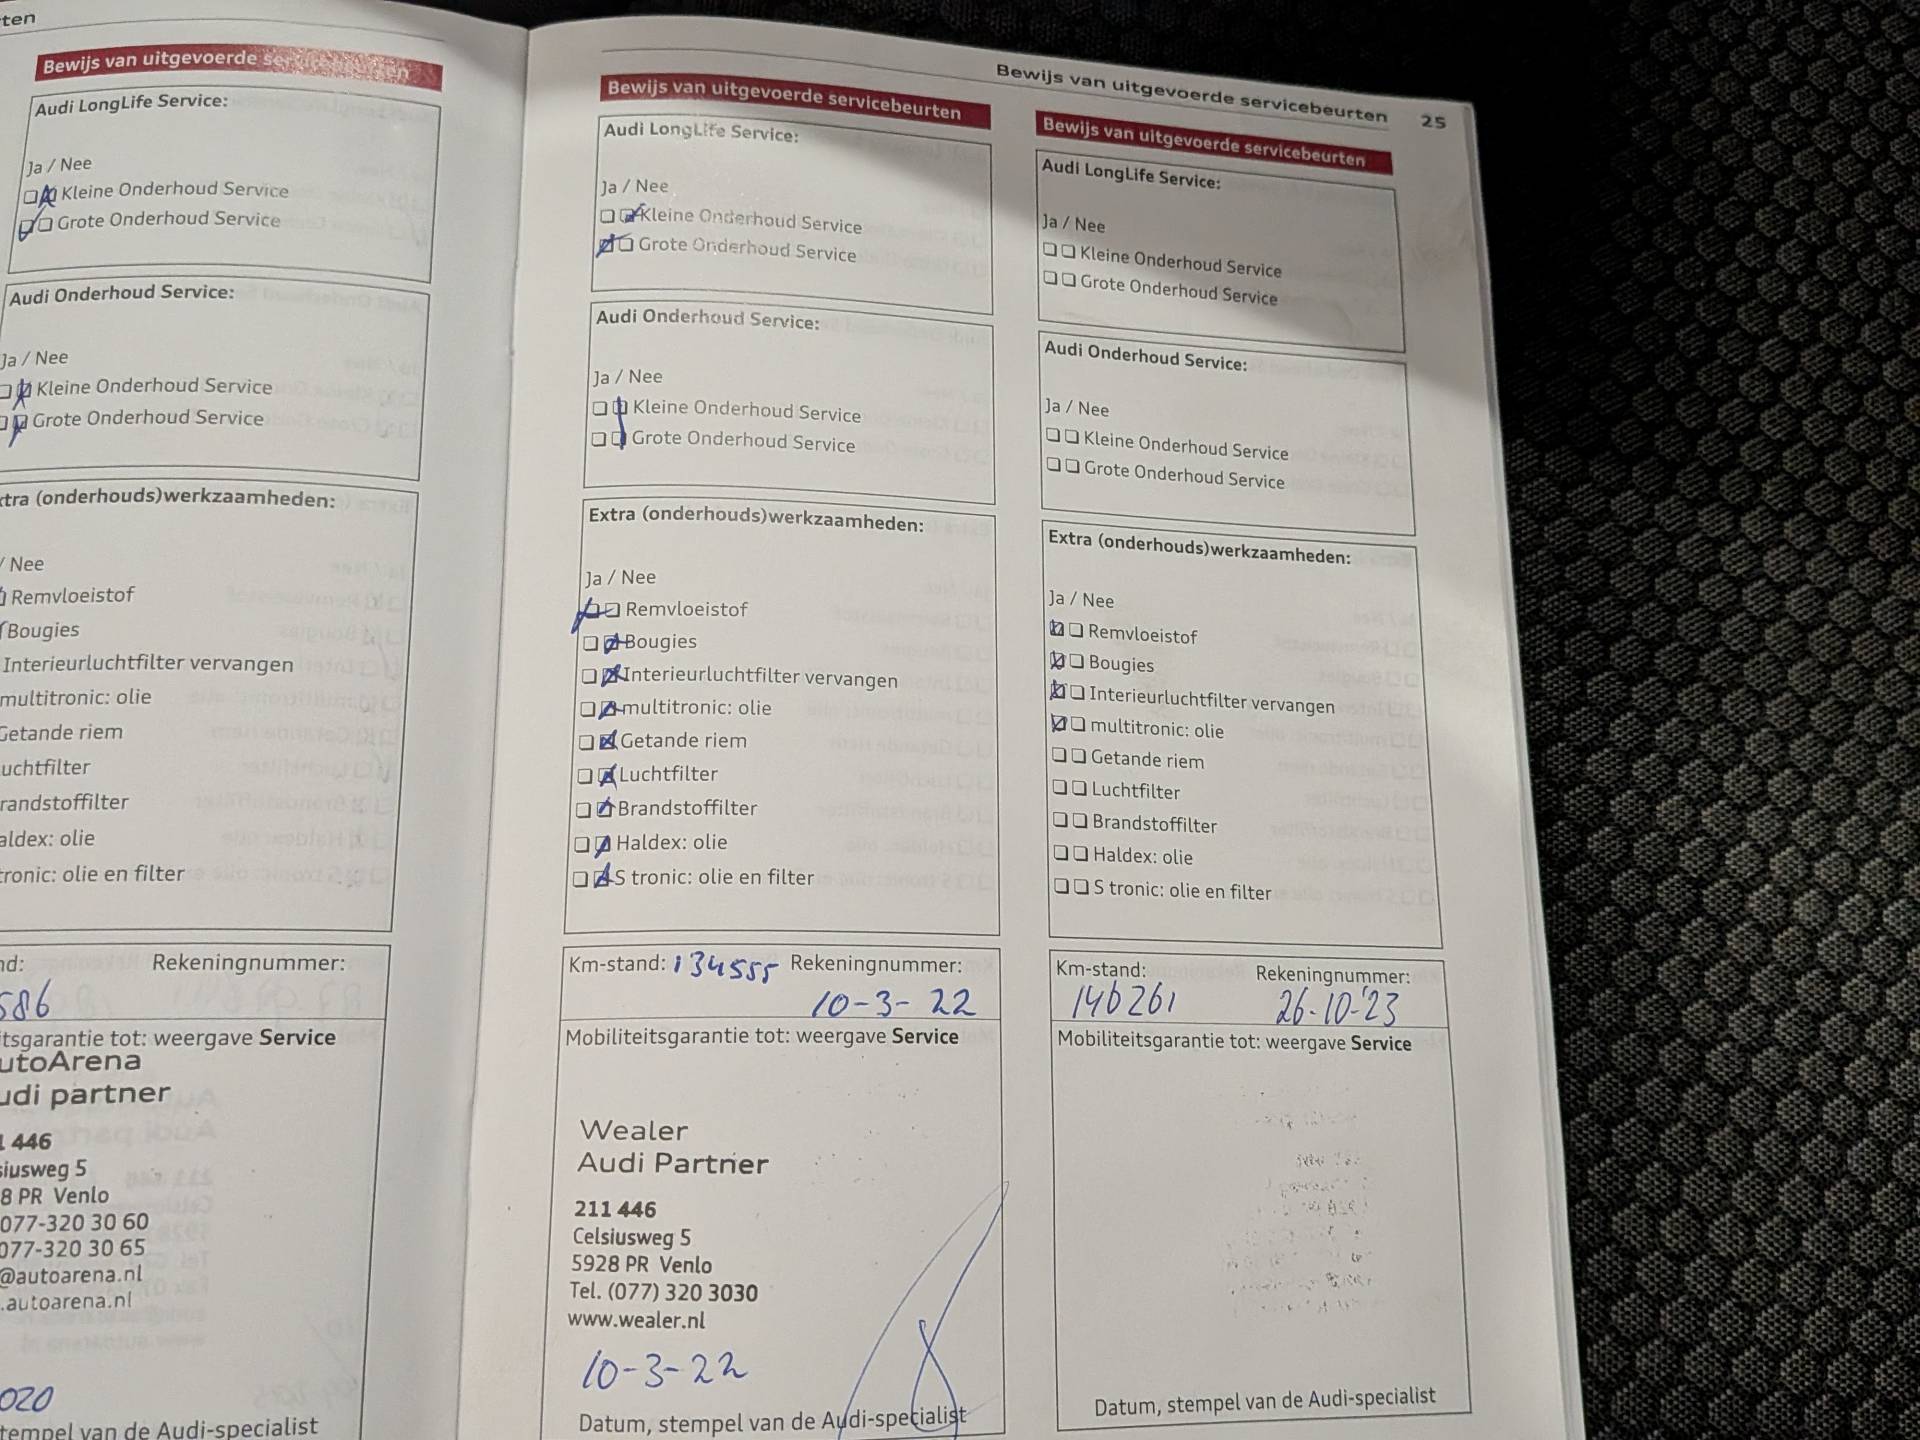 ten
Bewijs van uitgevoerde servicebeurten
Audi LongLife Service:
Ja / Nee
Kleine Onderhoud Service
Grote Onderhoud Service
Audi Onderhoud Service:
Ja / Nee
Kleine Onderhoud Service
Grote Onderhoud Service
xtra (onderhouds)werkzaamheden:
/ Nee
Remvloeistof
Bougies
Interieurluchtfilter vervangen
multitronic: olie
Getande riem
uchtfilter
randstoffilter
aldex: olie
tronic: olie en filter
nd: Rekeningnummer:
586
itsgarantie tot: weergave Service
utoArena
udi partner
1 446
siusweg 5
8 PR Venlo
077-320 30 60
077-320 30 65
@autoarena.nl
.autoarena.nl
020
tempel van de Audi-specialist
Bewijs van uitgevoerde servicebeurten 25
Bewijs van uitgevoerde servicebeurten
Audi LongLife Service:
Ja / Nee
Kleine Onderhoud Service
Grote Onderhoud Service
Audi Onderhoud Service:
Ja / Nee
Kleine Onderhoud Service
Grote Onderhoud Service
Extra (onderhouds)werkzaamheden:
Ja / Nee
Remvloeistof
Bougies
Interieurluchtfilter vervangen
multitronic: olie
Getande riem
Luchtfilter
Brandstoffilter
Haldex: olie
S tronic: olie en filter
Km-stand: 134555 Rekeningnummer:
10-3-22
Mobiliteitsgarantie tot: weergave Service
Wealer
Audi Partner
211 446
Celsiusweg 5
5928 PR Venlo
Tel. (077) 320 3030
www.wealer.nl
10-3-22
Datum, stempel van de Audi-specialist
Bewijs van uitgevoerde servicebeurten
Audi LongLife Service:
Ja / Nee
Kleine Onderhoud Service
Grote Onderhoud Service
Audi Onderhoud Service:
Ja / Nee
Kleine Onderhoud Service
Grote Onderhoud Service
Extra (onderhouds)werkzaamheden:
Ja / Nee
Remvloeistof
Bougies
Interieurluchtfilter vervangen
multitronic: olie
Getande riem
Luchtfilter
Brandstoffilter
Haldex: olie
S tronic: olie en filter
Km-stand: Rekeningnummer:
146261 26-10-'23
Mobiliteitsgarantie tot: weergave Service
Datum, stempel van de Audi-specialist